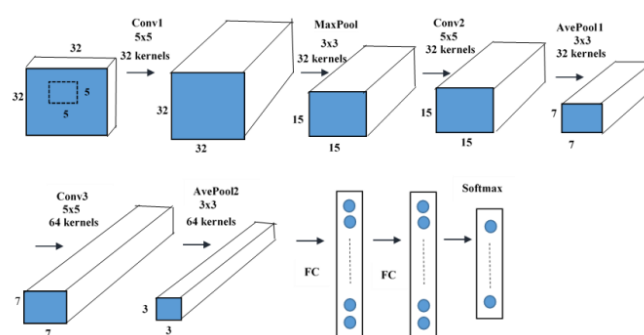 Conv1
5x5
32 kernels
MaxPool
3x3
32 kernels
Conv2
5x5
32 kernels
AvePool1
3x3
32 kernels
32
32
5
5
32
32
15
15
15
15
7
7
Conv3
5x5
64 kernels
AvePool2
3x3
64 kernels
Softmax
FC
FC
7
7
3
3